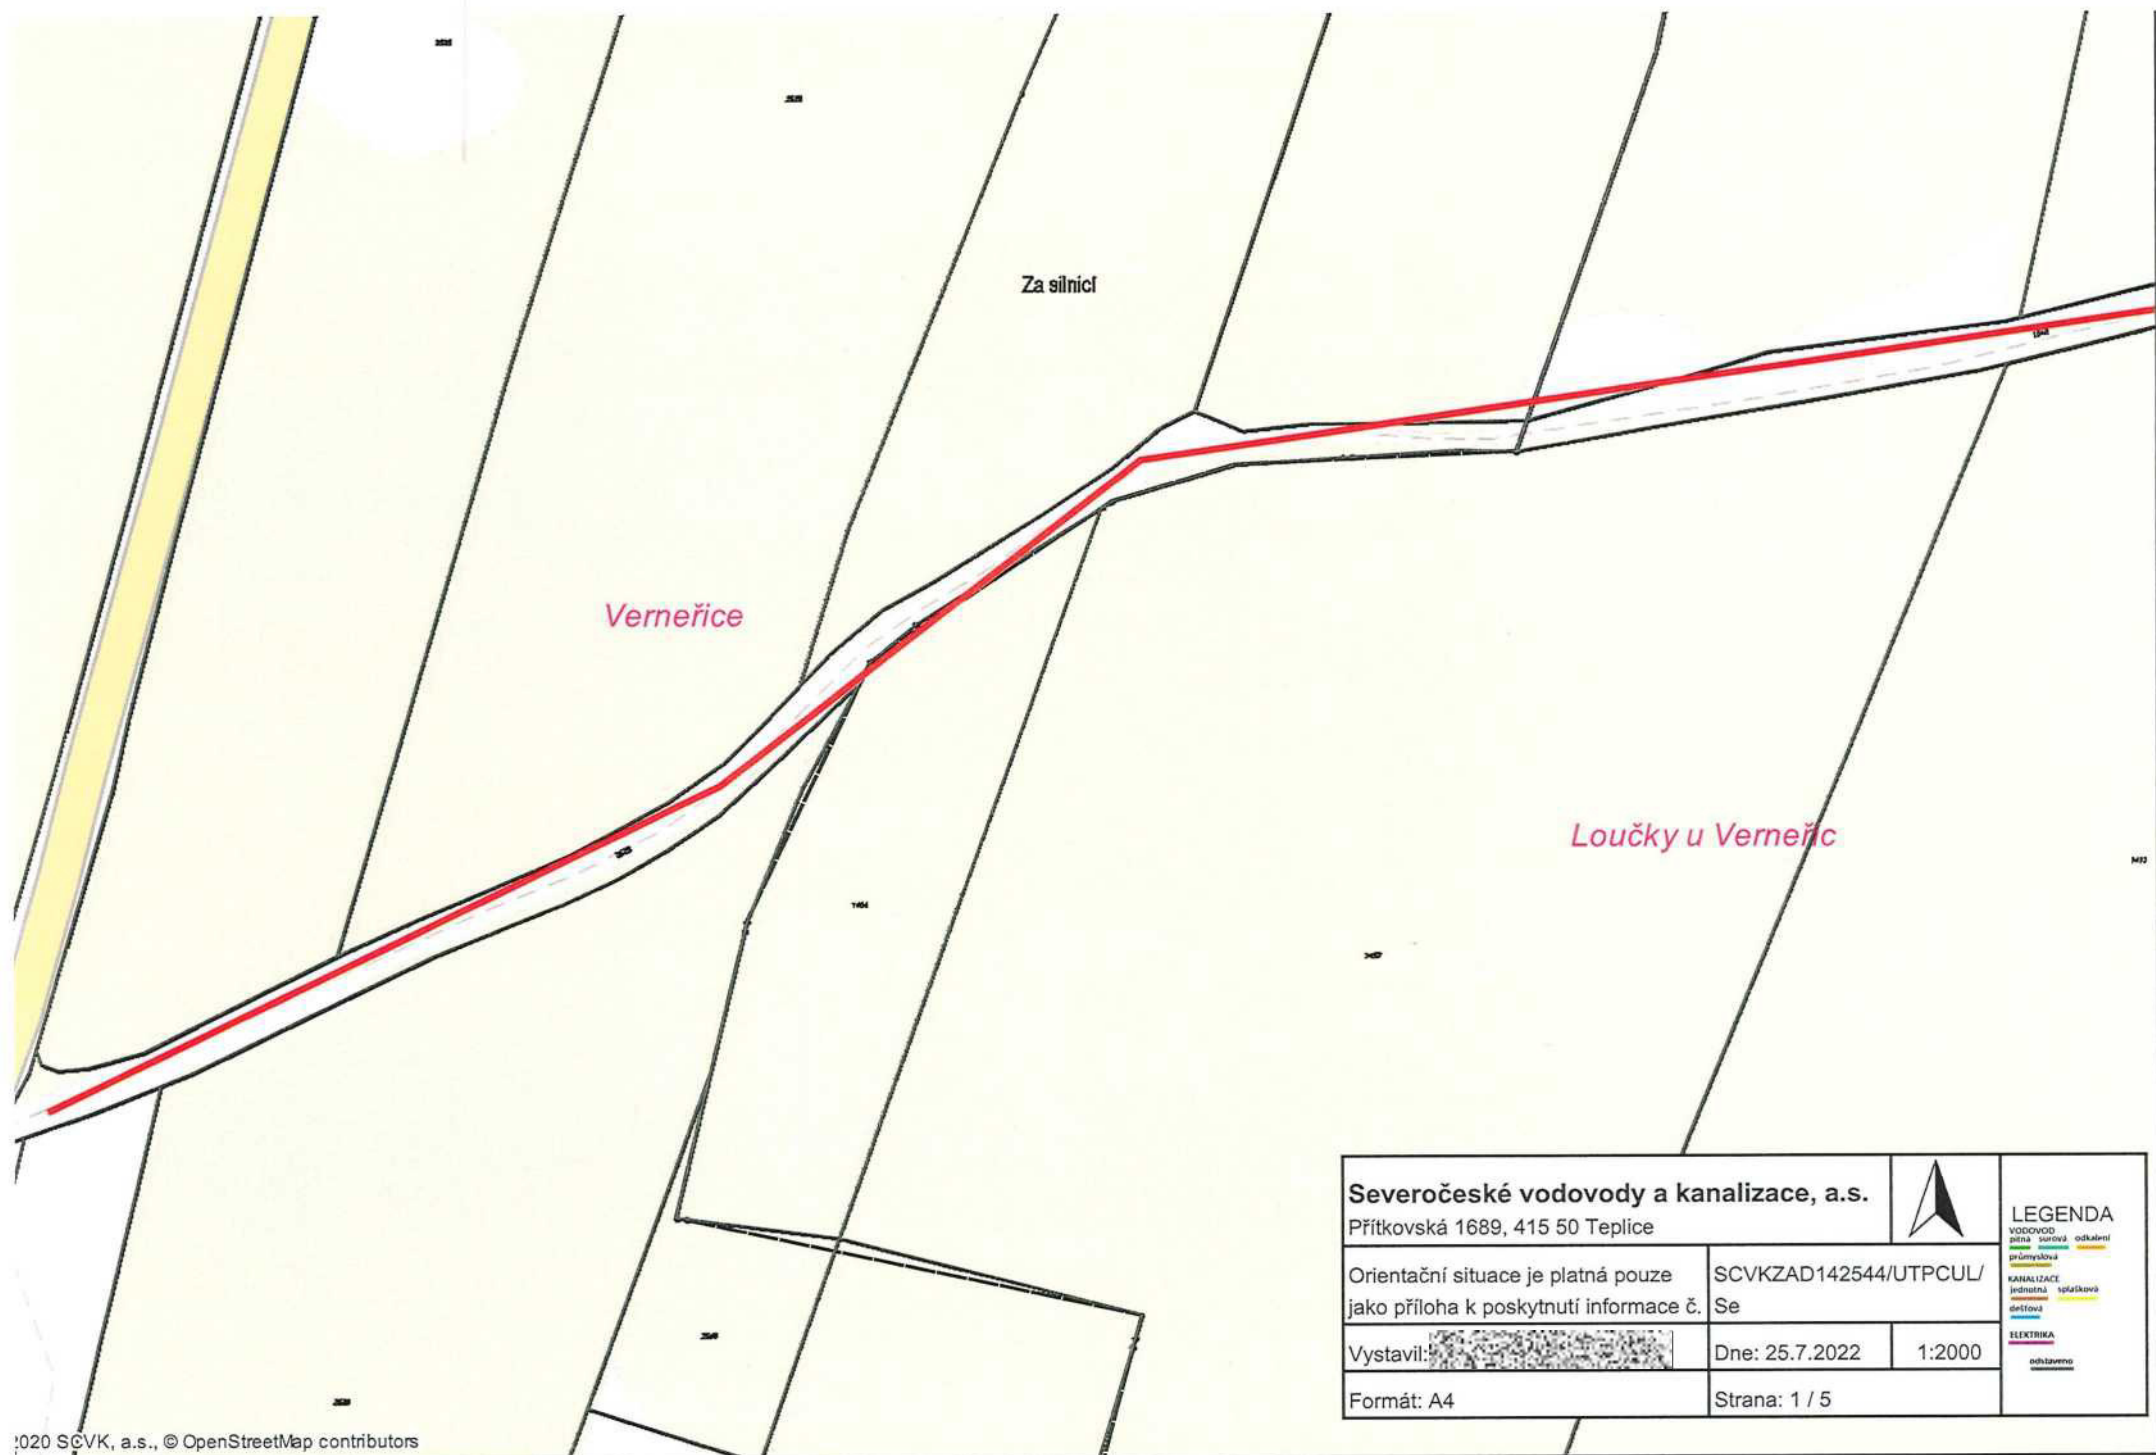 Za silnicí
Verneřice
Loučky u Verneřic
Severočeské vodovody a kanalizace, a.s.
Přítkovská 1689, 415 50 Teplice
Orientační situace je platná pouze
jako příloha k poskytnutí informace č.
SCVKZAD142544/UTPCUL/
Se
Vystavil:
Dne: 25.7.2022
1:2000
Formát: A4
Strana: 1 / 5
LEGENDA
VODOVOD
pitná surová odkalení
průmyslová
KANALIZACE
jednotná splašková
dešťová
ELEKTRIKA
odstaveno
2020 SČVK, a.s., © OpenStreetMap contributors